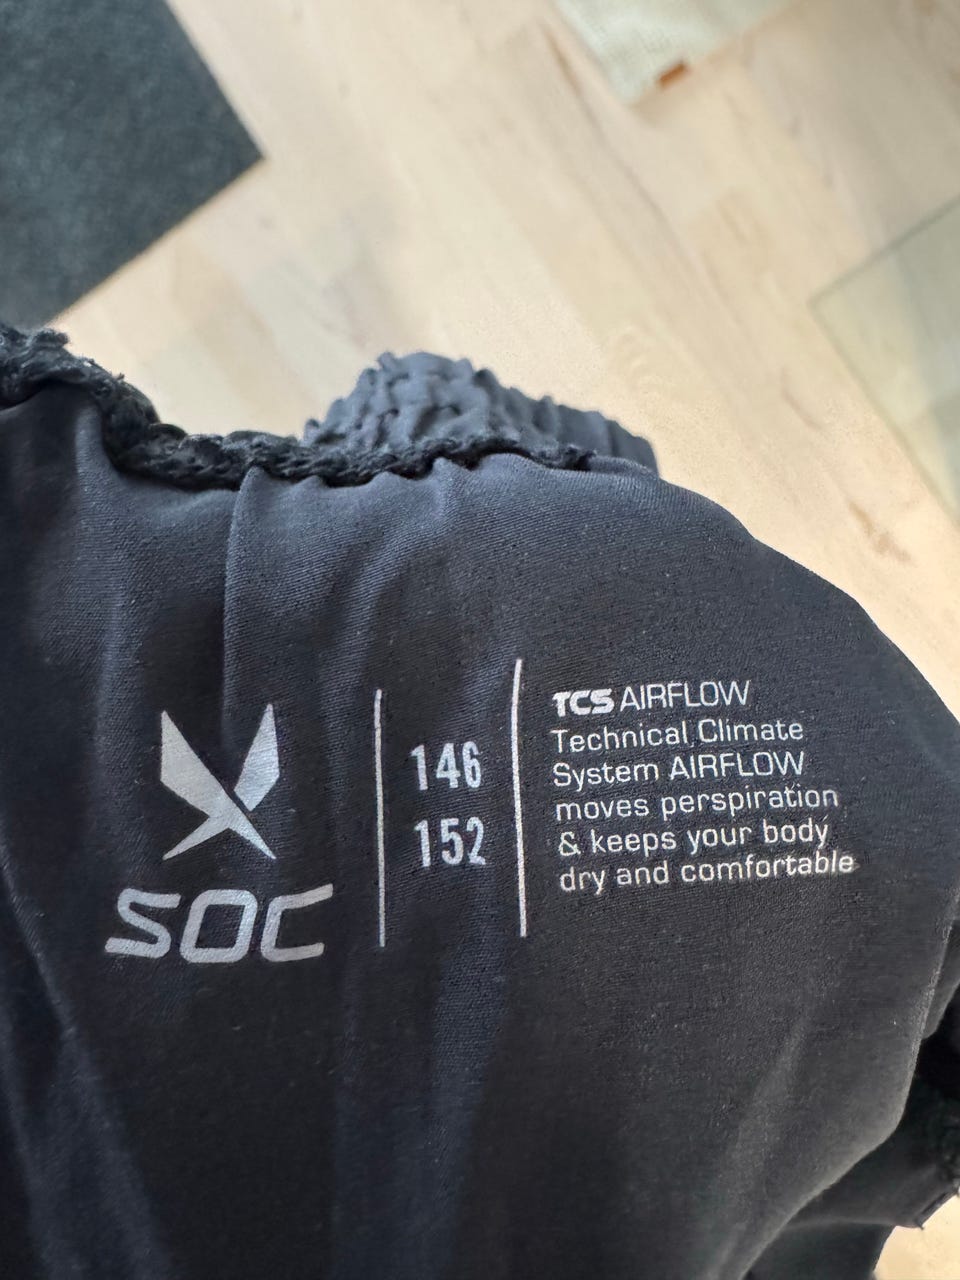 SOC
146
152
TCS AIRFLOW
Technical Climate
System AIRFLOW
moves perspiration
& keeps your body
dry and comfortable